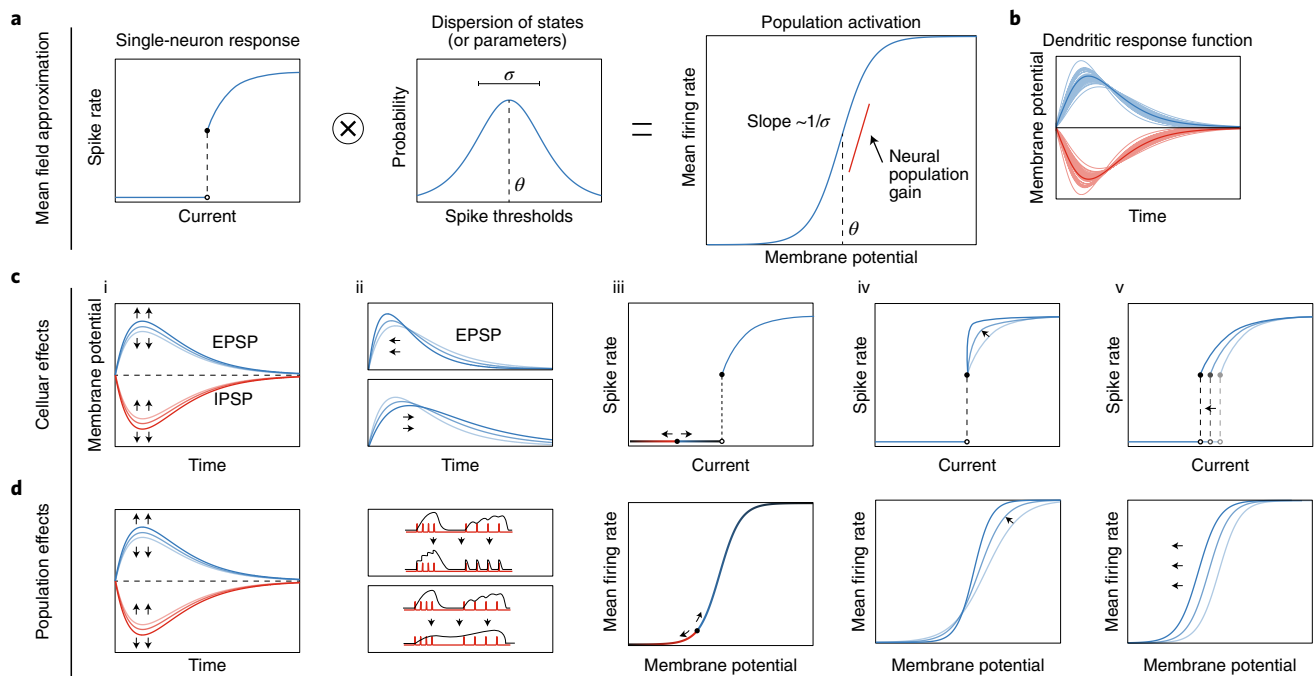 a
Mean field approximation
Single-neuron response
Spike rate
Current
⊗
Dispersion of states
(or parameters)
Probability
σ
θ
Spike thresholds
=
Population activation
Mean firing rate
Slope ~1/σ
Neural
population
gain
θ
Membrane potential
b
Dendritic response function
Membrane potential
Time
c
Celluar effects
i
Membrane potential
EPSP
IPSP
Time
ii
EPSP
Time
iii
Spike rate
Current
iv
Spike rate
Current
v
Spike rate
Current
d
Population effects
Time
Mean firing rate
Membrane potential
Mean firing rate
Membrane potential
Mean firing rate
Membrane potential